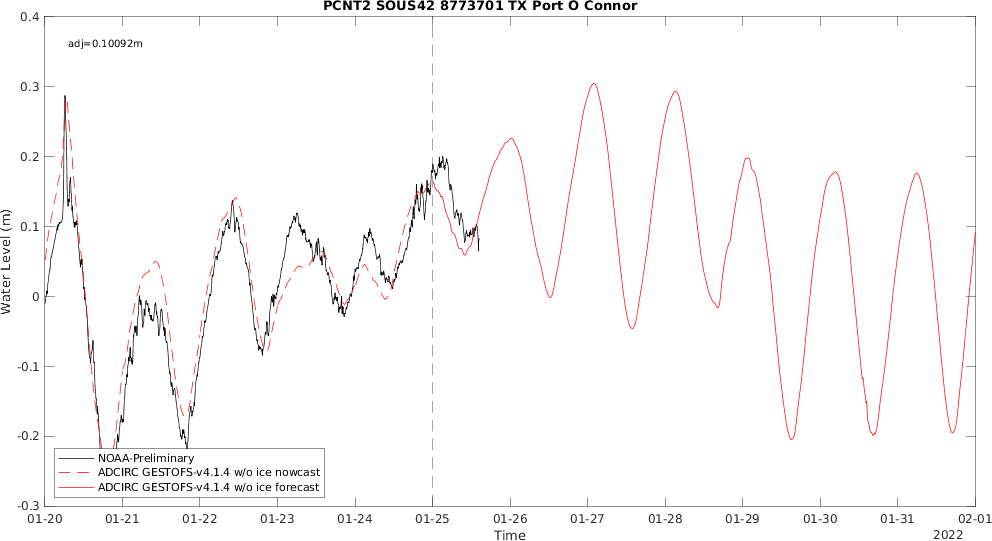 PCNT2 SOUS42 8773701 TX Port O Connor
adj=0.10092m
Water Level (m)
0.4
0.3
0.2
0.1
0
-0.1
-0.2
-0.3
NOAA-Preliminary
ADCIRC GESTOFS-v4.1.4 w/o ice nowcast
ADCIRC GESTOFS-v4.1.4 w/o ice forecast
01-20 01-21 01-22 01-23 01-24 01-25 01-26 01-27 01-28 01-29 01-30 01-31 02-01
Time
2022